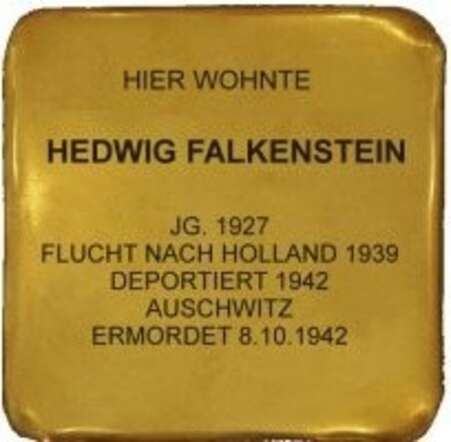 HIER WOHNTE
HEDWIG FALKENSTEIN
JG. 1927
FLUCHT NACH HOLLAND 1939
DEPORTIERT 1942
AUSCHWITZ
ERMORDET 8.10.1942